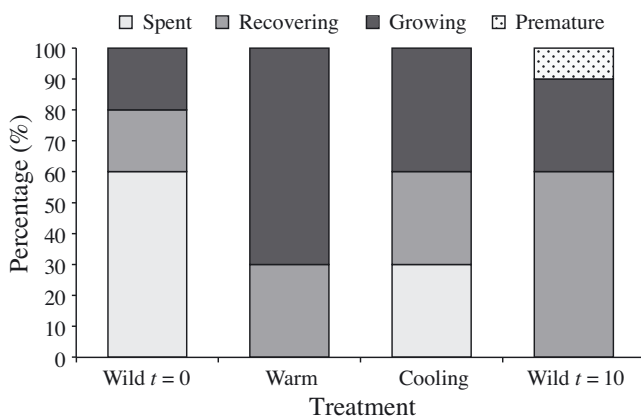 Spent Recovering Growing Premature
100
90
80
70
60
50
40
30
20
10
0
Percentage (%)
Wild t = 0 Warm Cooling Wild t = 10
Treatment